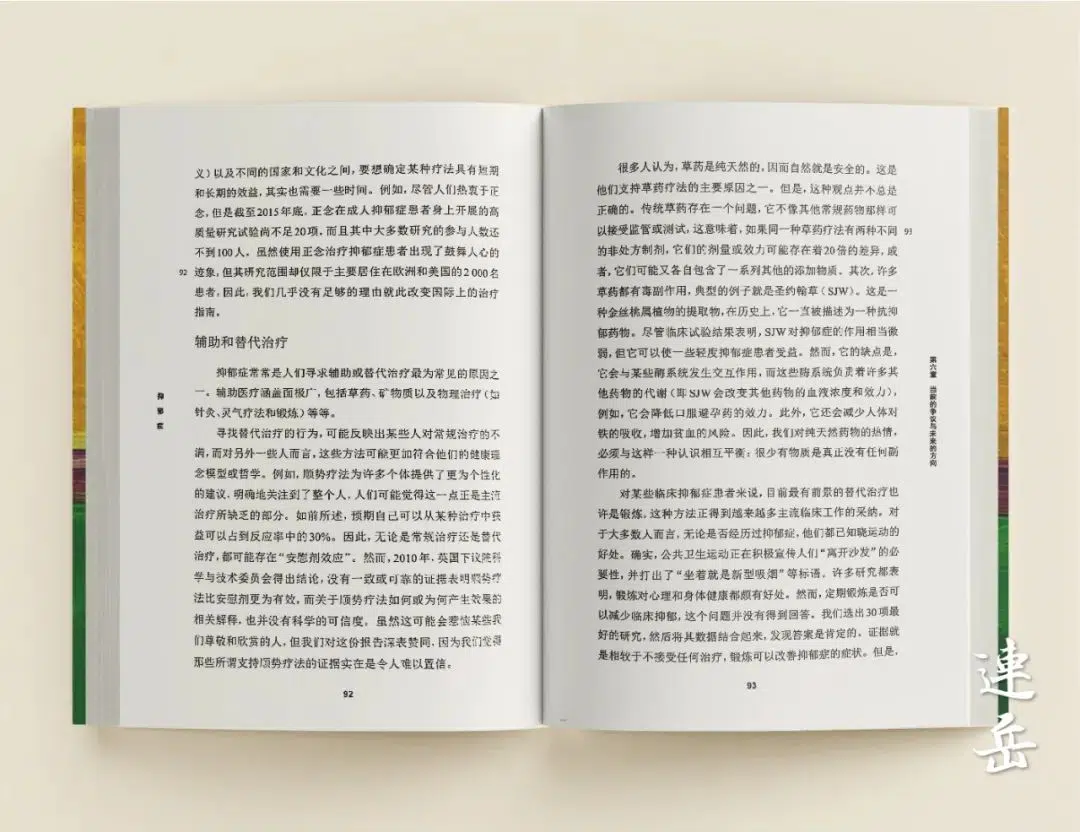 义)以及不同的国家和文化之间,要想确定某种疗法具有短期
和长期的效益,其实也需要一些时间。例如,尽管人们热衷于正
念,但是截至2015年底,正念在成人抑郁症患者身上开展的高
质量研究试验尚不足20项,而且其中大多数研究的参与人数还
不到100人。虽然使用正念治疗抑郁症患者出现了鼓舞人心的
92
迹象,但其研究范围却仅限于主要居住在欧洲和美国的2 000名
患者,因此,我们几乎没有足够的理由就此改变国际上的治疗
指南。
辅助和替代治疗
抑郁症常常是人们寻求辅助或替代治疗最为常见的原因之
一。辅助医疗涵盖面极广,包括草药、矿物质以及物理治疗(如
针灸、灵气疗法和锻炼)等等。
抑郁症
寻找替代治疗的行为,可能反映出某些人对常规治疗的不
满,而对另外一些人而言,这些方法可能更加符合他们的健康理
念模型或哲学。例如,顺势疗法为许多个体提供了更为个性化
的建议,明确地关注到了整个人。人们可能觉得这一点正是主流
治疗所缺乏的部分。如前所述,预期自己可以从某种治疗中获
益可以占到反应率中的30%。因此,无论是常规治疗还是替代
治疗,都可能存在“安慰剂效应”。然而,2010年,英国下议院科
学与技术委员会得出结论,没有一致或可靠的证据表明顺势疗
法比安慰剂更为有效,而关于顺势疗法如何或为何产生效果的
相关解释,也并没有科学的可信度。虽然这可能会惹恼某些我
们尊敬和欣赏的人,但我们对这份报告深表赞同,因为我们觉得
那些所谓支持顺势疗法的证据实在是令人难以置信。
92
很多人认为,草药是纯天然的,因而自然就是安全的。这是
他们支持草药疗法的主要原因之一。但是,这种观点并不总是
正确的。传统草药存在一个问题,它不像其他常规药物那样可
以接受监管或测试,这意味着,如果同一种草药疗法有两种不同
93
的非处方制剂,它们的剂量或效力可能存在着20倍的差异,或
者,它们可能又各自包含了一系列其他的添加物质。其次,许多
草药都有毒副作用,典型的例子就是圣约翰草(SJW)。这是一
种金丝桃属植物的提取物,在历史上,它一直被描述为一种抗抑
郁药物。尽管临床试验结果表明,SJW对抑郁症的作用相当微
弱,但它可以使一些轻度抑郁症患者受益。然而,它的缺点是,
它会与某些酶系统发生交互作用,而这些酶系统负责着许多其
他药物的代谢(即SJW会改变其他药物的血液浓度和效力),
例如,它会降低口服避孕药的效力。此外,它还会减少人体对
铁的吸收,增加贫血的风险。因此,我们对纯天然药物的热情,
必须与这样一种认识相互平衡:很少有物质是真正没有任何副
作用的。
第六章 当前的争议与未来的方向
对某些临床抑郁症患者来说,目前最有前景的替代治疗也
许是锻炼,这种方法正得到越来越多主流临床工作的采纳。对
于大多数人而言,无论是否经历过抑郁症,他们都已知晓运动的
好处。确实,公共卫生运动正在积极宣传人们“离开沙发”的必
要性,并打出了“坐着就是新型吸烟”等标语。许多研究都表
明,锻炼对心理和身体健康都颇有好处。然而,定期锻炼是否可
以减少临床抑郁,这个问题并没有得到回答。我们选出30项最
好的研究,然后将其数据结合起来,发现答案是肯定的。证据就
是相较于不接受任何治疗,锻炼可以改善抑郁症的症状。但是,
93
連岳